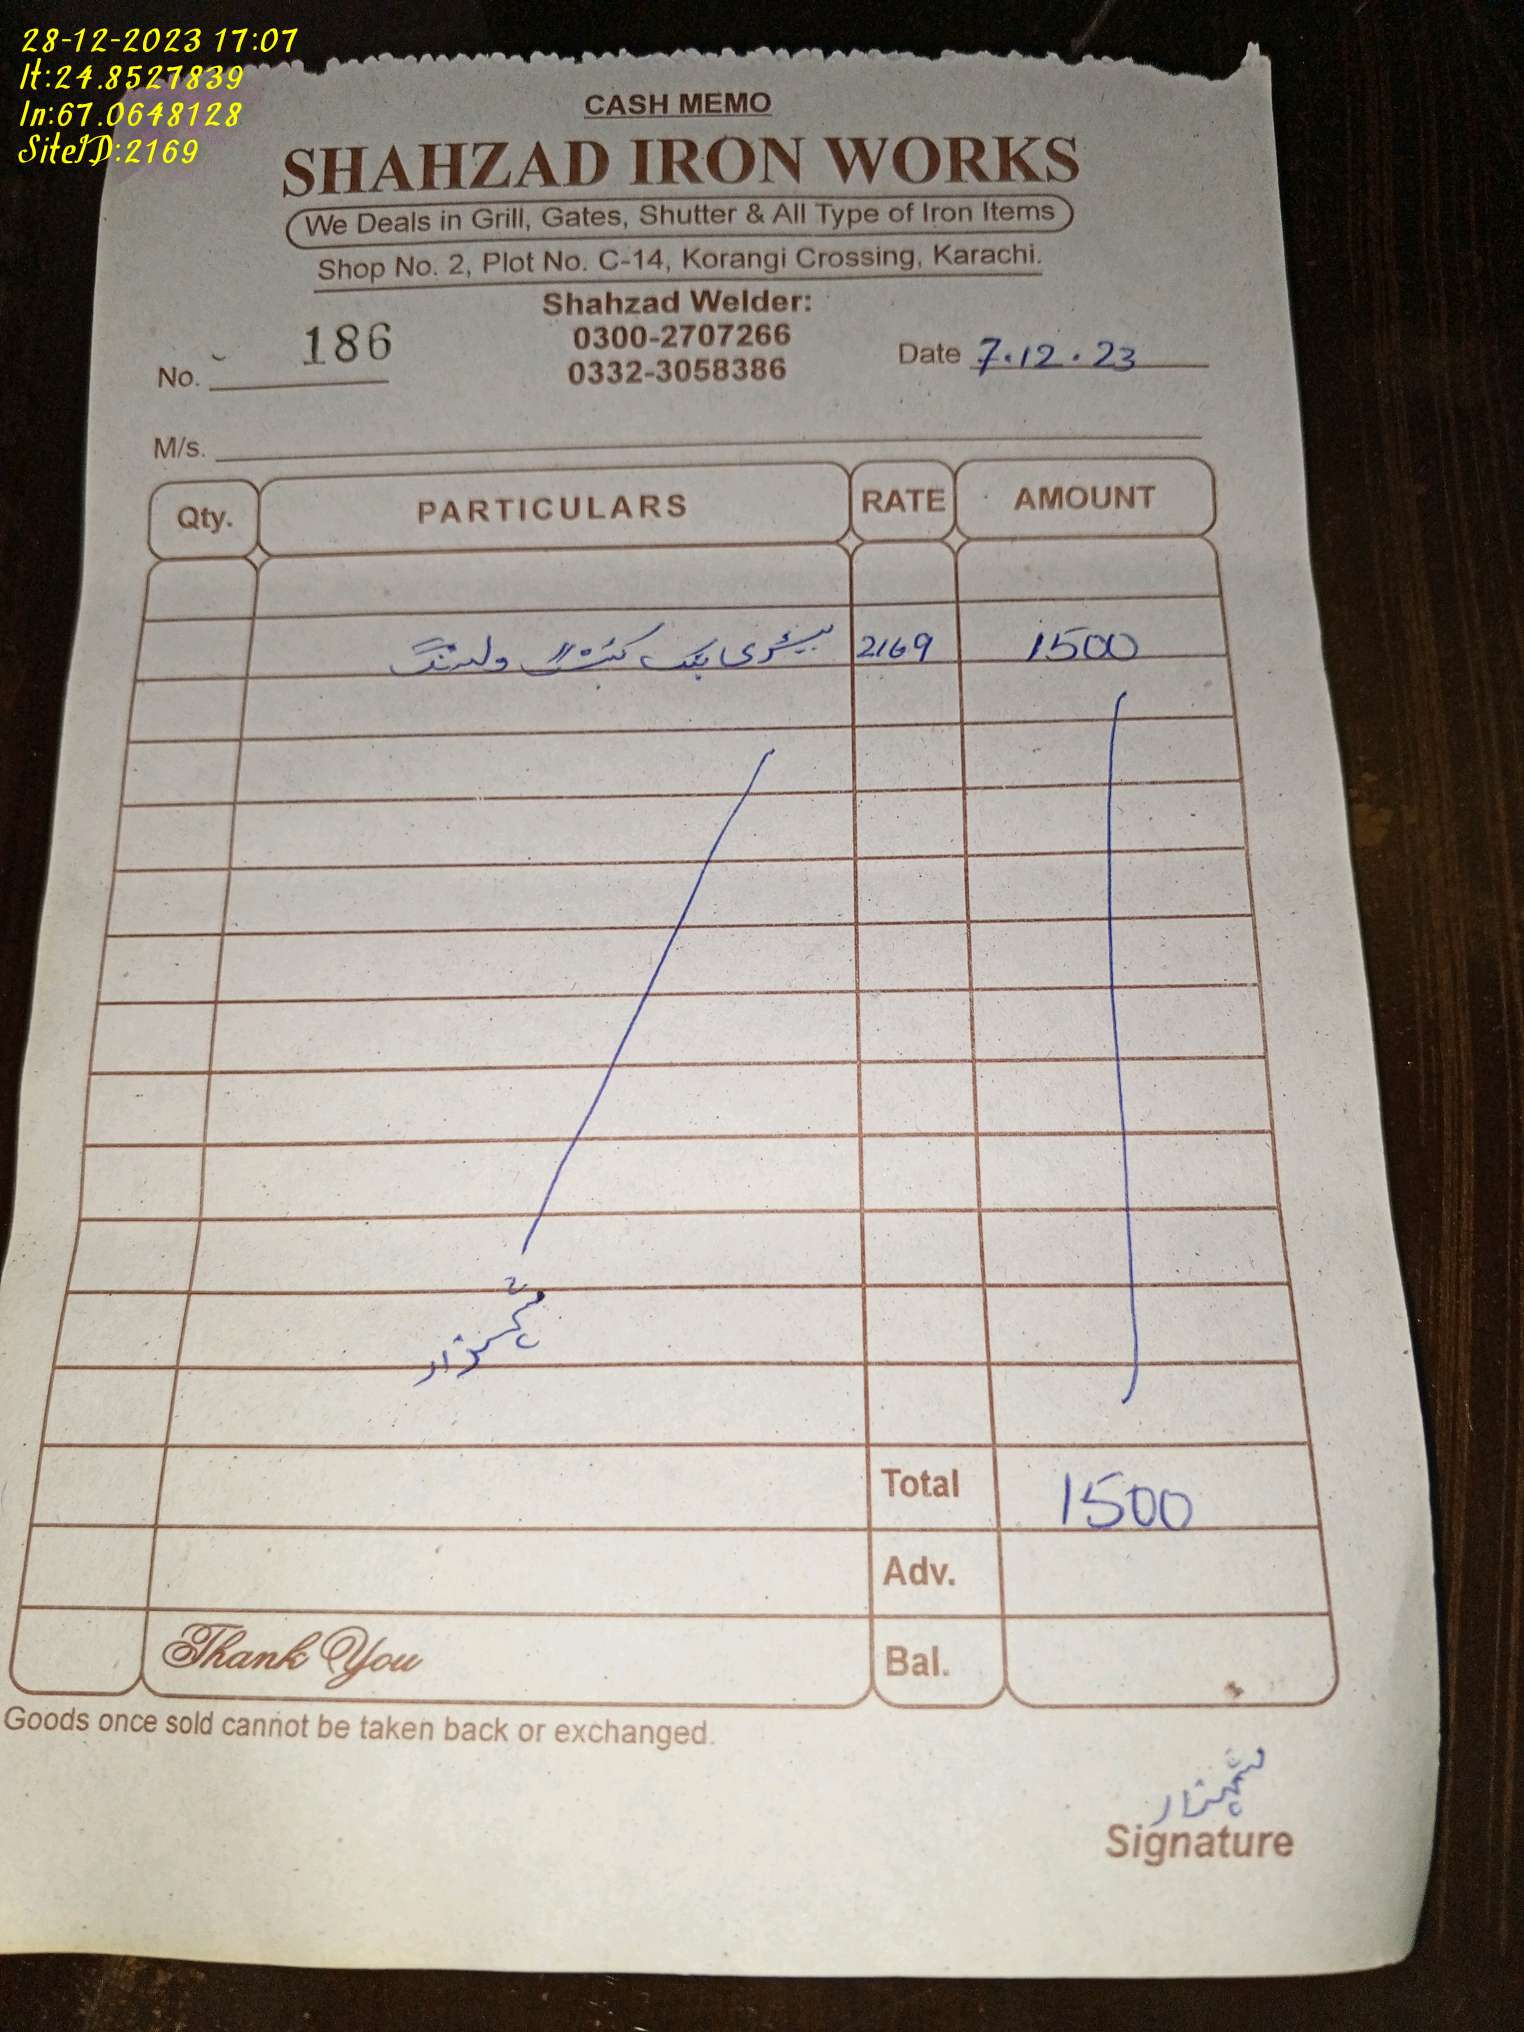 28-12-2023 17:07
lt:24.8527839
ln:67.0648128
SiteID:2169
CASH MEMO
SHAHZAD IRON WORKS
We Deals in Grill, Gates, Shutter & All Type of Iron Items
Shop No. 2, Plot No. C-14, Korangi Crossing, Karachi.
Shahzad Welder:
0300-2707266
0332-3058386
No. 186
Date 7.12.23
M/s.
Qty. PARTICULARS RATE AMOUNT
بیٹری بنک ولڈنگ 2169 1500
شہزاد
Total 1500
Adv.
Thank You Bal.
Goods once sold cannot be taken back or exchanged.
شہزاد
Signature